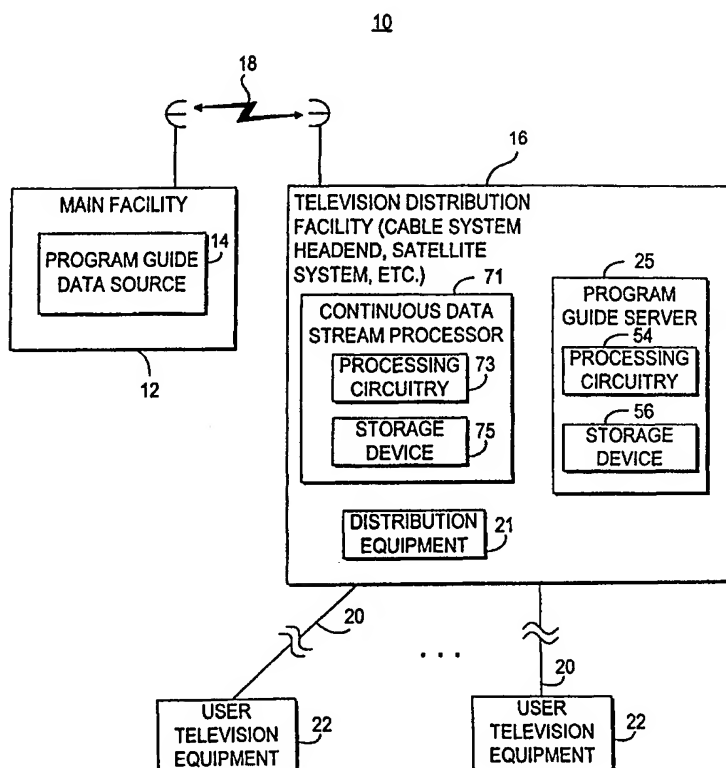 10
18
16
MAIN FACILITY
PROGRAM GUIDE
DATA SOURCE
14
12
TELEVISION DISTRIBUTION
FACILITY (CABLE SYSTEM
HEADEND, SATELLITE
SYSTEM, ETC.)
71
CONTINUOUS DATA
STREAM PROCESSOR
PROCESSING
CIRCUITRY
73
STORAGE
DEVICE
75
25
PROGRAM
GUIDE SERVER
54
PROCESSING
CIRCUITRY
56
STORAGE
DEVICE
DISTRIBUTION
EQUIPMENT
21
20
. . .
20
USER
TELEVISION
EQUIPMENT
22
USER
TELEVISION
EQUIPMENT
22